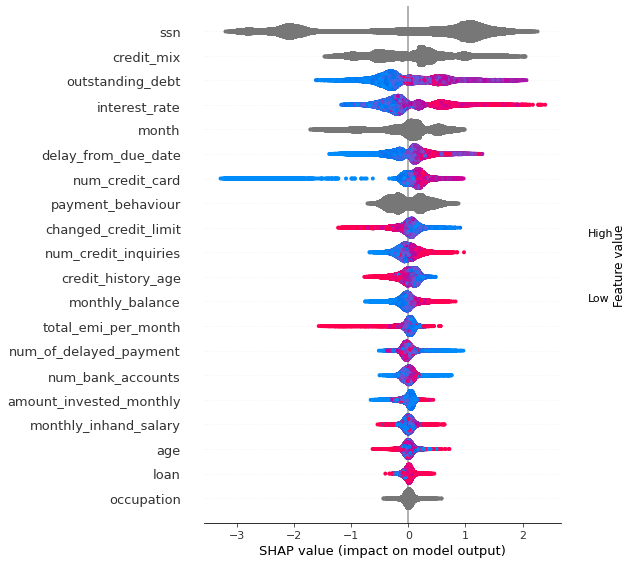 ssn
credit_mix
outstanding_debt
interest_rate
month
delay_from_due_date
num_credit_card
payment_behaviour
changed_credit_limit
num_credit_inquiries
credit_history_age
monthly_balance
total_emi_per_month
num_of_delayed_payment
num_bank_accounts
amount_invested_monthly
monthly_inhand_salary
age
loan
occupation
−3 −2 −1 0 1 2
SHAP value (impact on model output)
High
Low
Feature value